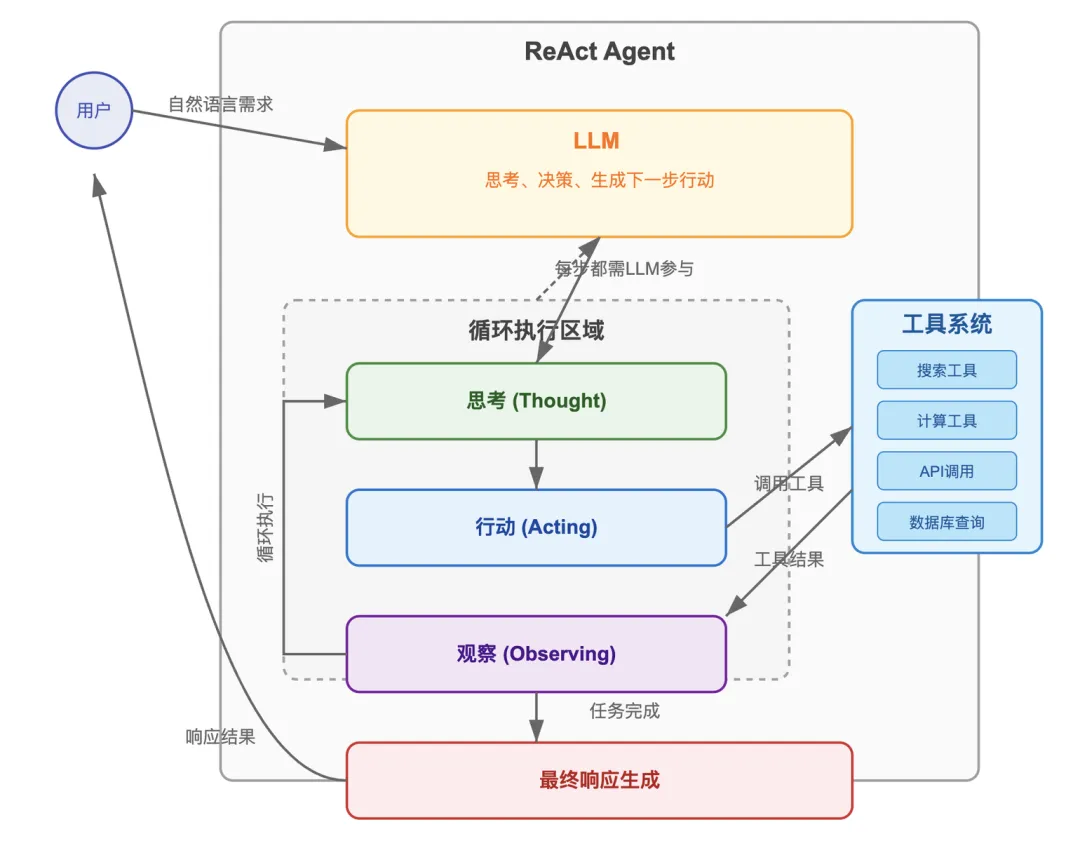 ReAct Agent
用户
自然语言需求
LLM
思考、决策、生成下一步行动
每步都需LLM参与
循环执行区域
工具系统
搜索工具
计算工具
API调用
数据库查询
思考 (Thought)
行动 (Acting)
调用工具
工具结果
循环执行
观察 (Observing)
任务完成
响应结果
最终响应生成